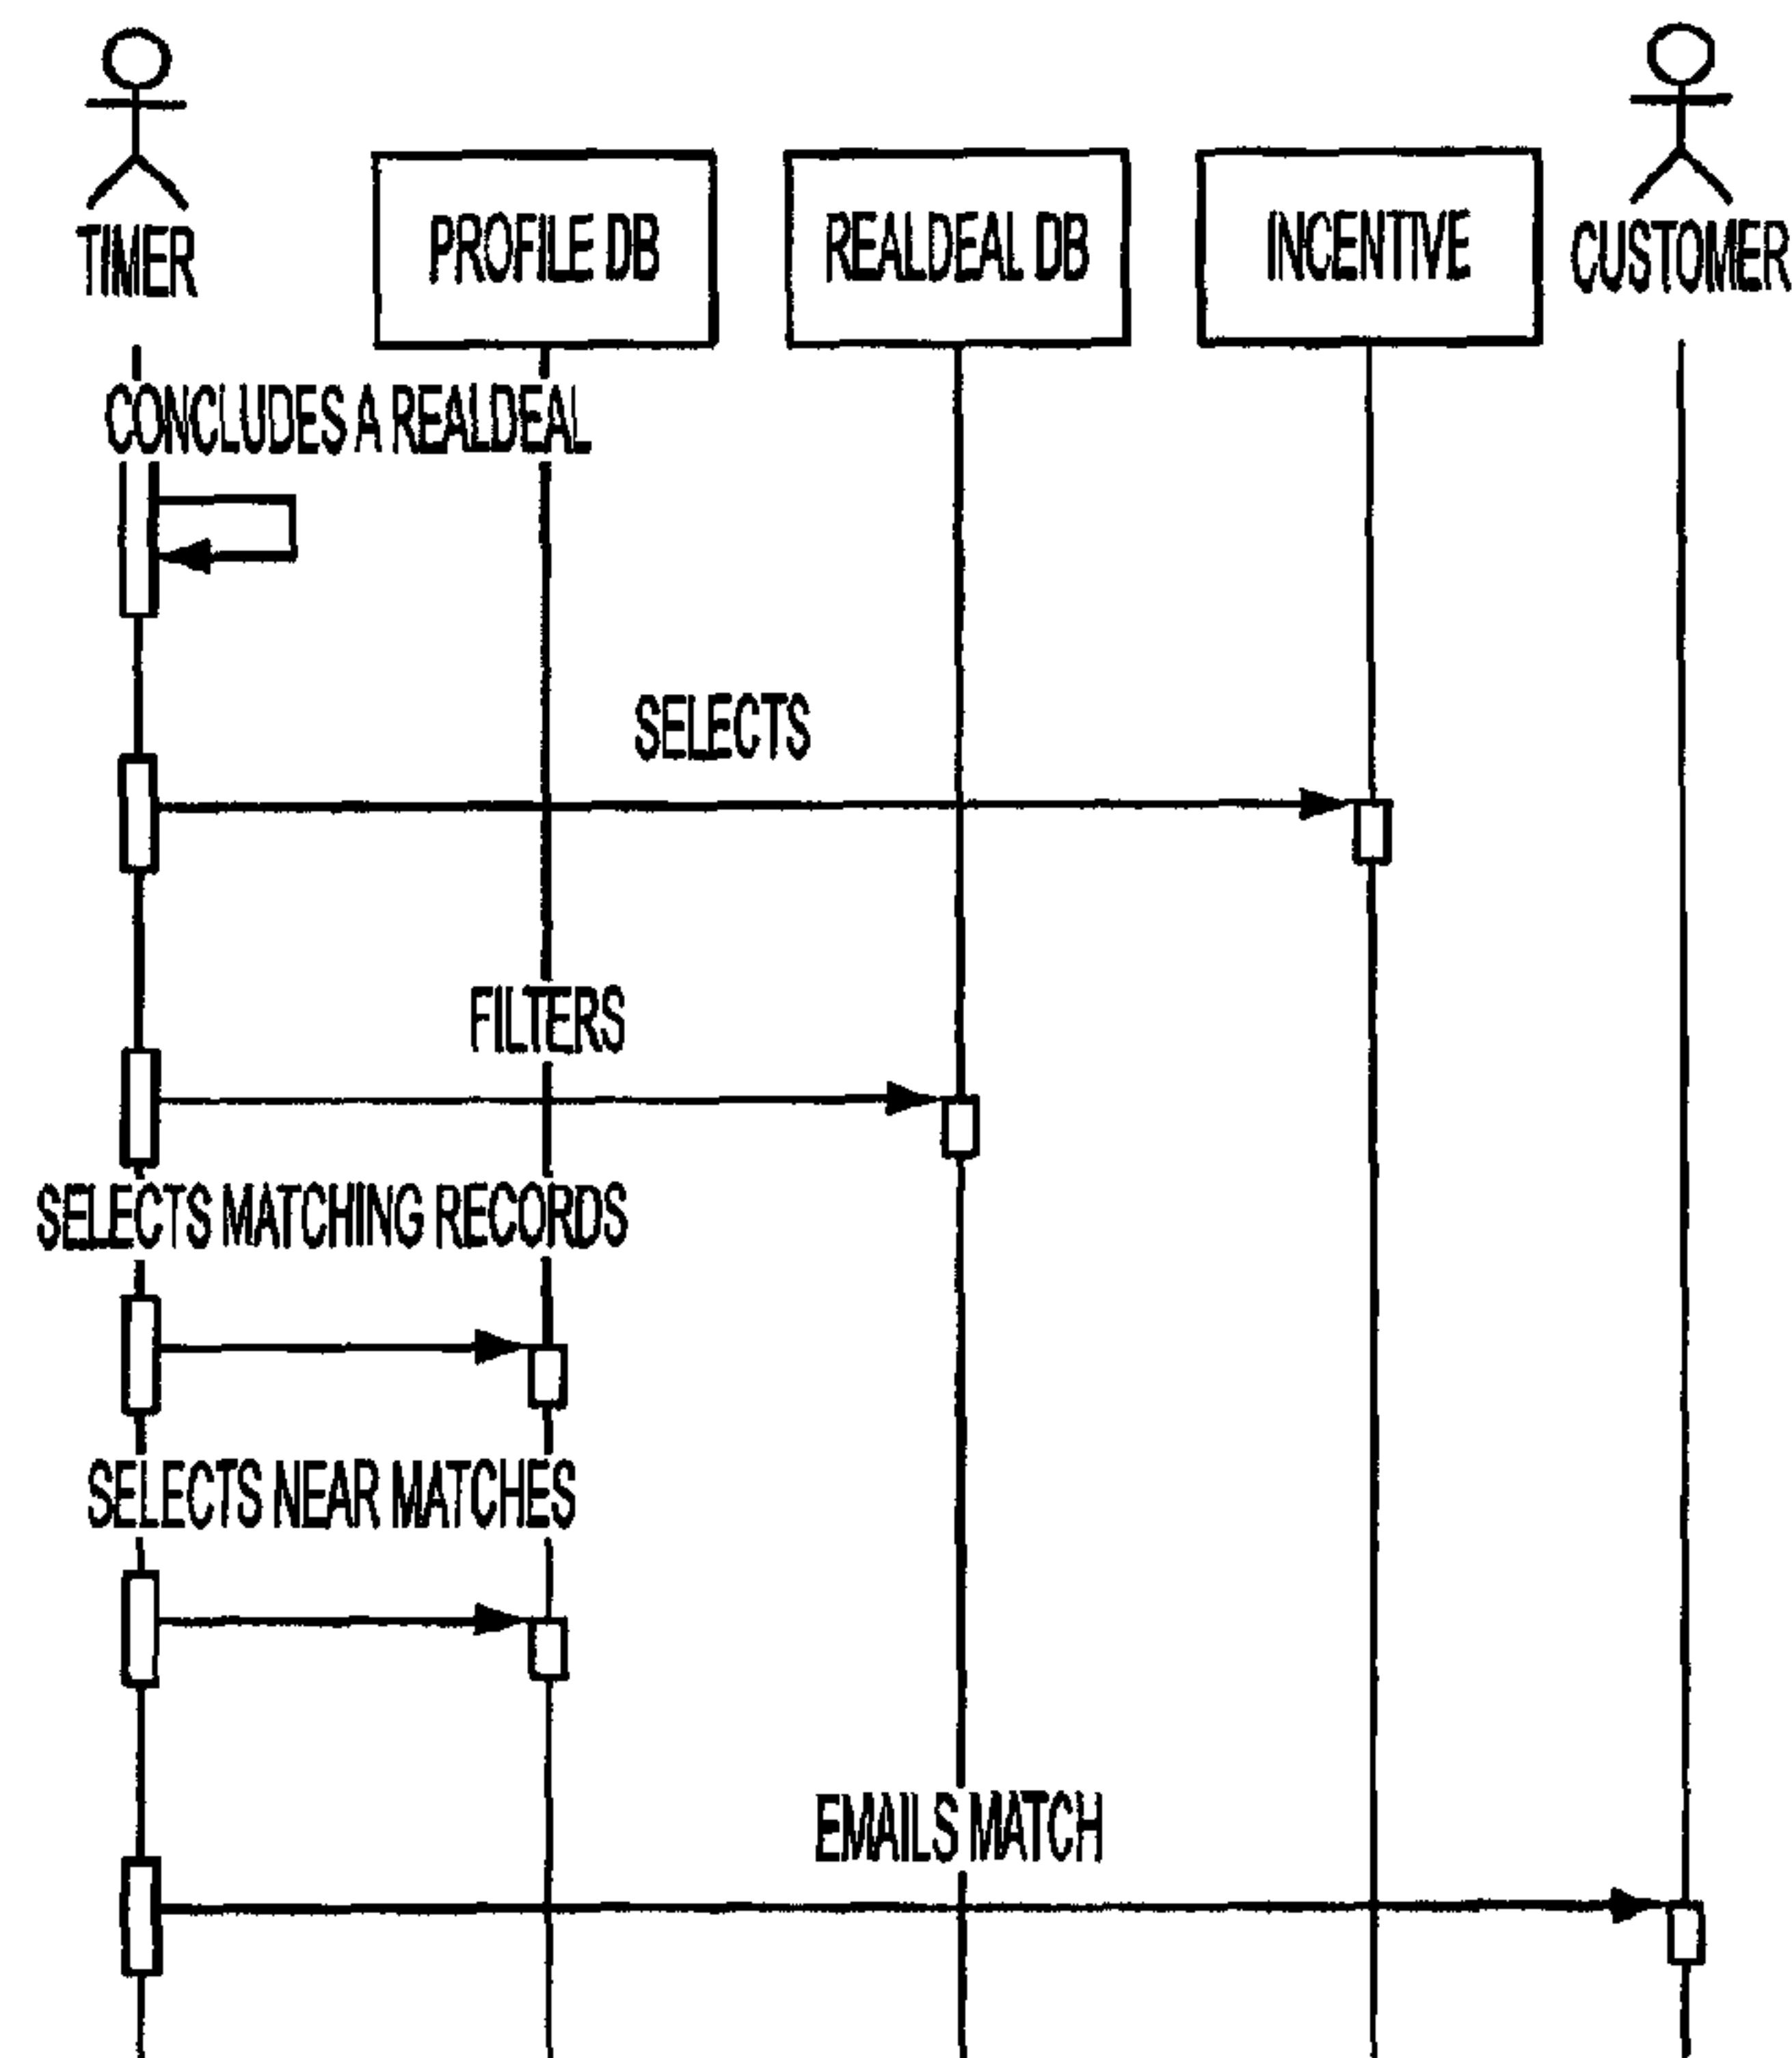 TIMER
PROFILE DB
REALDEAL DB
INCENTIVE
CUSTOMER
CONCLUDES A REALDEAL
SELECTS
FILTERS
SELECTS MATCHING RECORDS
SELECTS NEAR MATCHES
EMAILS MATCH